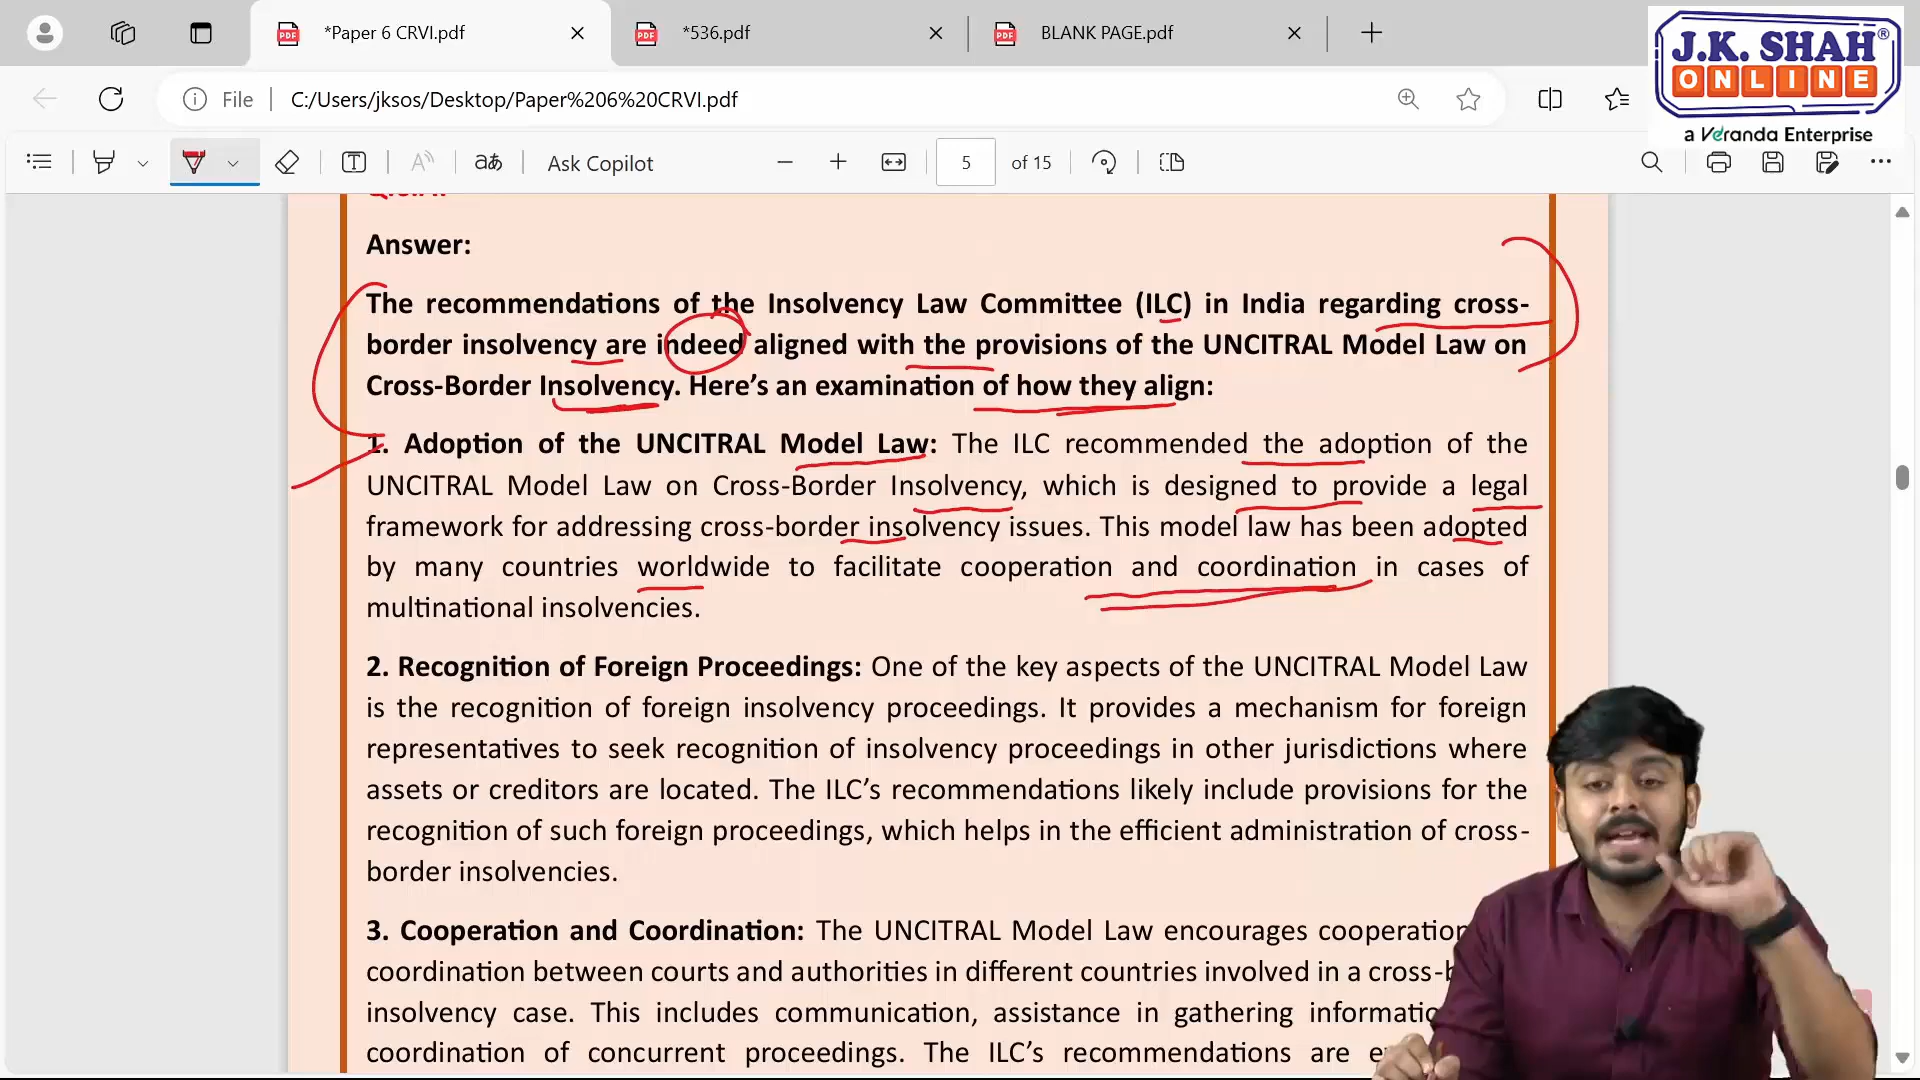 *Paper 6 CRVI.pdf
*536.pdf
BLANK PAGE.pdf
J.K. SHAH®
ONLINE
a Veranda Enterprise
File
C:/Users/jksos/Desktop/Paper%206%20CRVI.pdf
Ask Copilot
5 of 15
Answer:
The recommendations of the Insolvency Law Committee (ILC) in India regarding cross-
border insolvency are indeed aligned with the provisions of the UNCITRAL Model Law on
Cross-Border Insolvency. Here’s an examination of how they align:
1. Adoption of the UNCITRAL Model Law: The ILC recommended the adoption of the
UNCITRAL Model Law on Cross-Border Insolvency, which is designed to provide a legal
framework for addressing cross-border insolvency issues. This model law has been adopted
by many countries worldwide to facilitate cooperation and coordination in cases of
multinational insolvencies.
2. Recognition of Foreign Proceedings: One of the key aspects of the UNCITRAL Model Law
is the recognition of foreign insolvency proceedings. It provides a mechanism for foreign
representatives to seek recognition of insolvency proceedings in other jurisdictions where
assets or creditors are located. The ILC’s recommendations likely include provisions for the
recognition of such foreign proceedings, which helps in the efficient administration of cross-
border insolvencies.
3. Cooperation and Coordination: The UNCITRAL Model Law encourages cooperation
coordination between courts and authorities in different countries involved in a cross-
insolvency case. This includes communication, assistance in gathering
coordination of concurrent proceedings. The ILC’s recommendations are